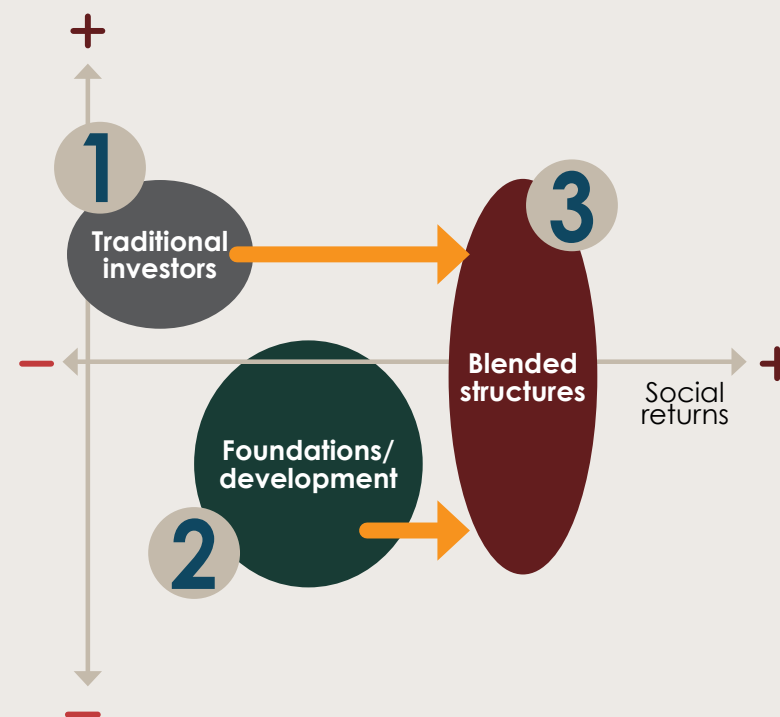 +
1
Traditional
investors
3
−
Blended
structures
+
Social
returns
Foundations/
development
2
−